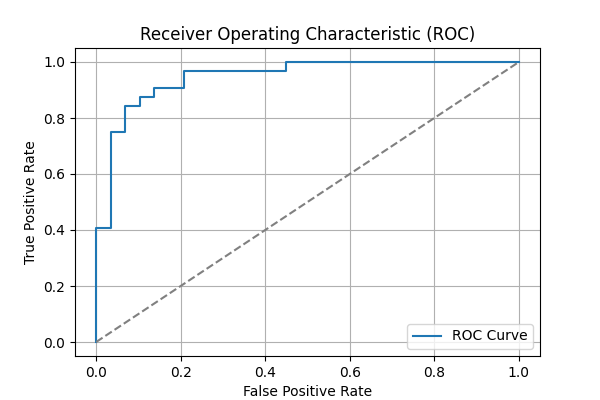 Receiver Operating Characteristic (ROC)
1.0
0.8
0.6
0.4
0.2
0.0
True Positive Rate
ROC Curve
0.0 0.2 0.4 0.6 0.8 1.0
False Positive Rate